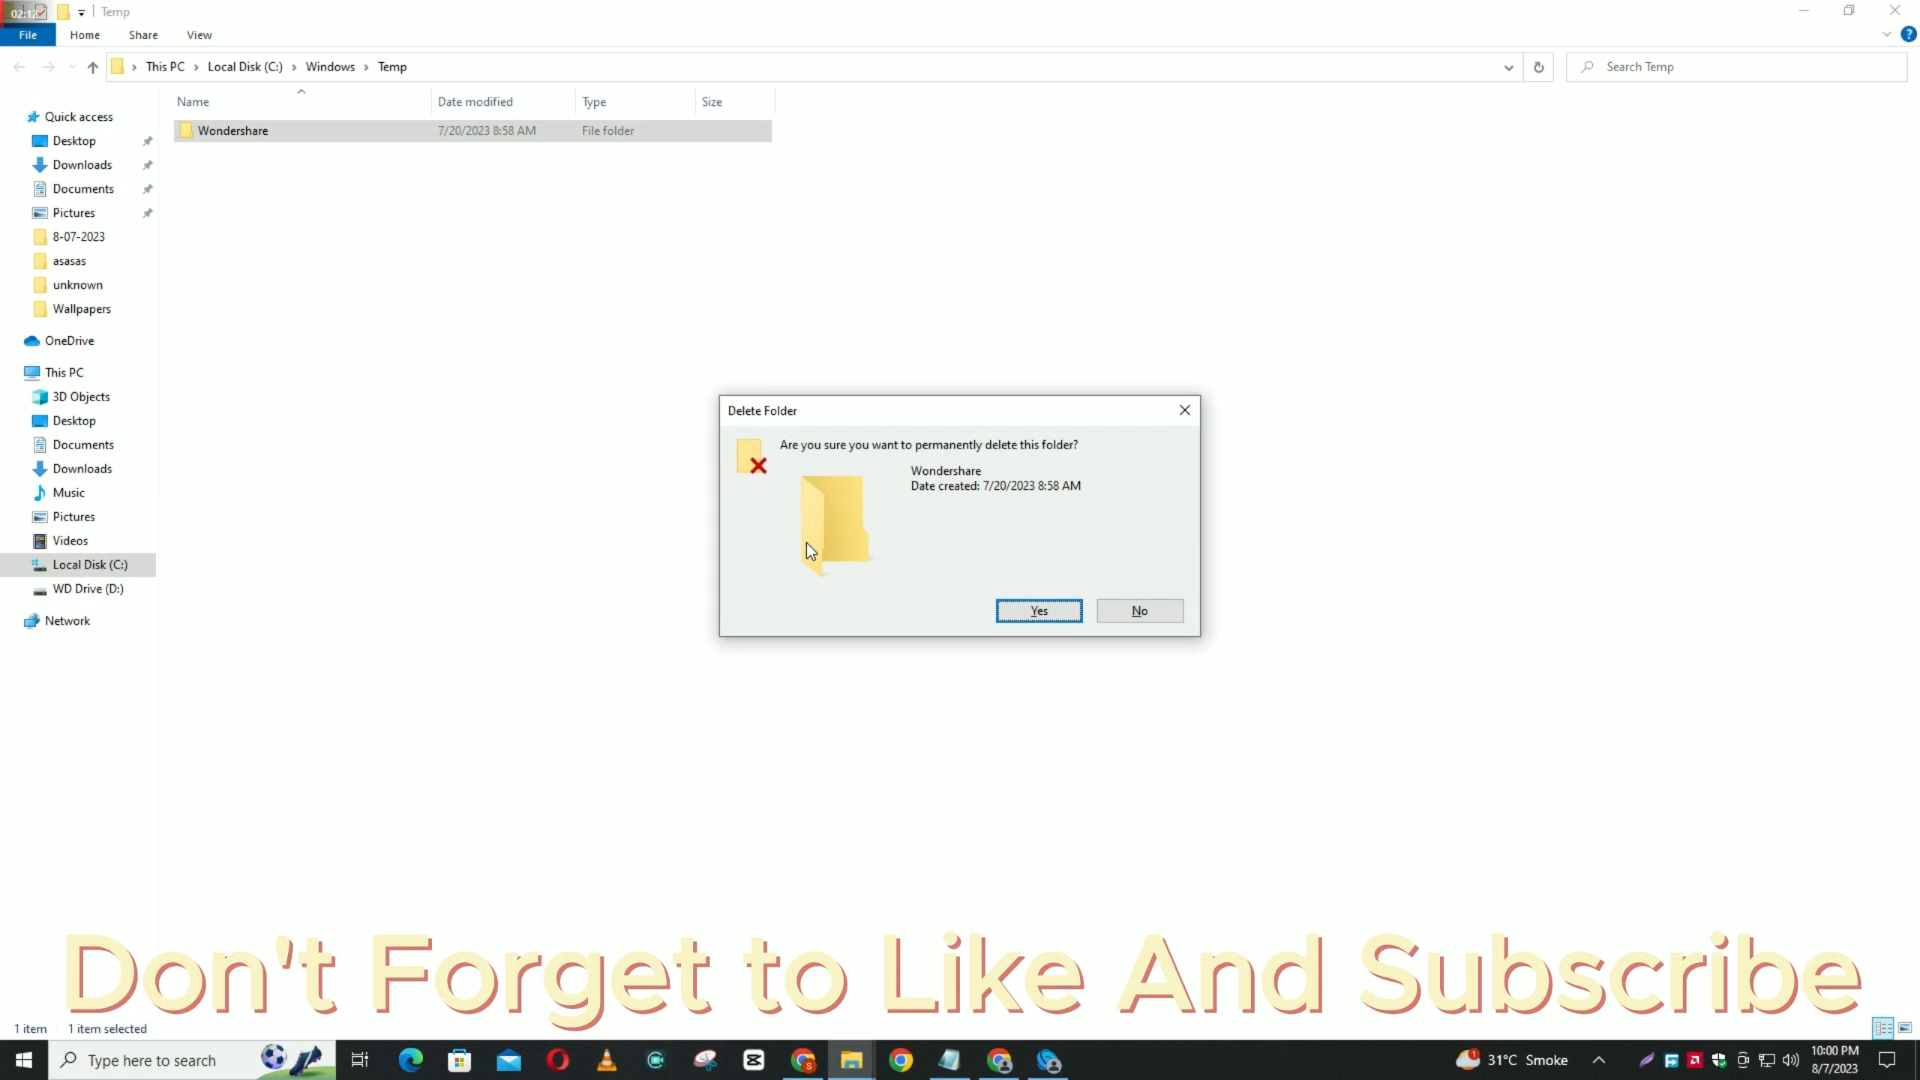 Temp
File Home Share View
This PC Local Disk (C:) Windows Temp
Search Temp
Name Date modified Type Size
Wondershare 7/20/2023 8:58 AM File folder
Quick access
Desktop
Downloads
Documents
Pictures
8-07-2023
asasas
unknown
Wallpapers
OneDrive
This PC
3D Objects
Desktop
Documents
Downloads
Music
Pictures
Videos
Local Disk (C:)
WD Drive (D:)
Network
Delete Folder
Are you sure you want to permanently delete this folder?
Wondershare
Date created: 7/20/2023 8:58 AM
Yes No
Don't Forget to Like And Subscribe
1 item 1 item selected
Type here to search
31°C Smoke
10:00 PM
8/7/2023